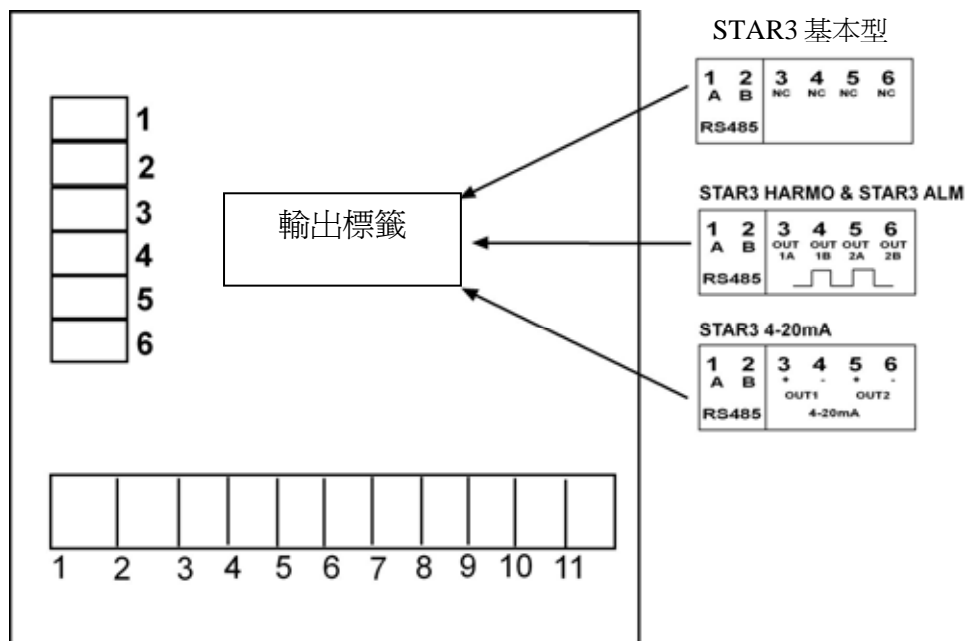 STAR3 基本型
1 2 3 4 5 6
A B NC NC NC NC
RS485
STAR3 HARMO & STAR3 ALM
1 2 3 4 5 6
A B OUT OUT OUT OUT
1A 1B 2A 2B
RS485
STAR3 4-20mA
1 2 3 4 5 6
A B + - + -
OUT1 OUT2
RS485 4-20mA
輸出標籤
1
2
3
4
5
6
1 2 3 4 5 6 7 8 9 10 11